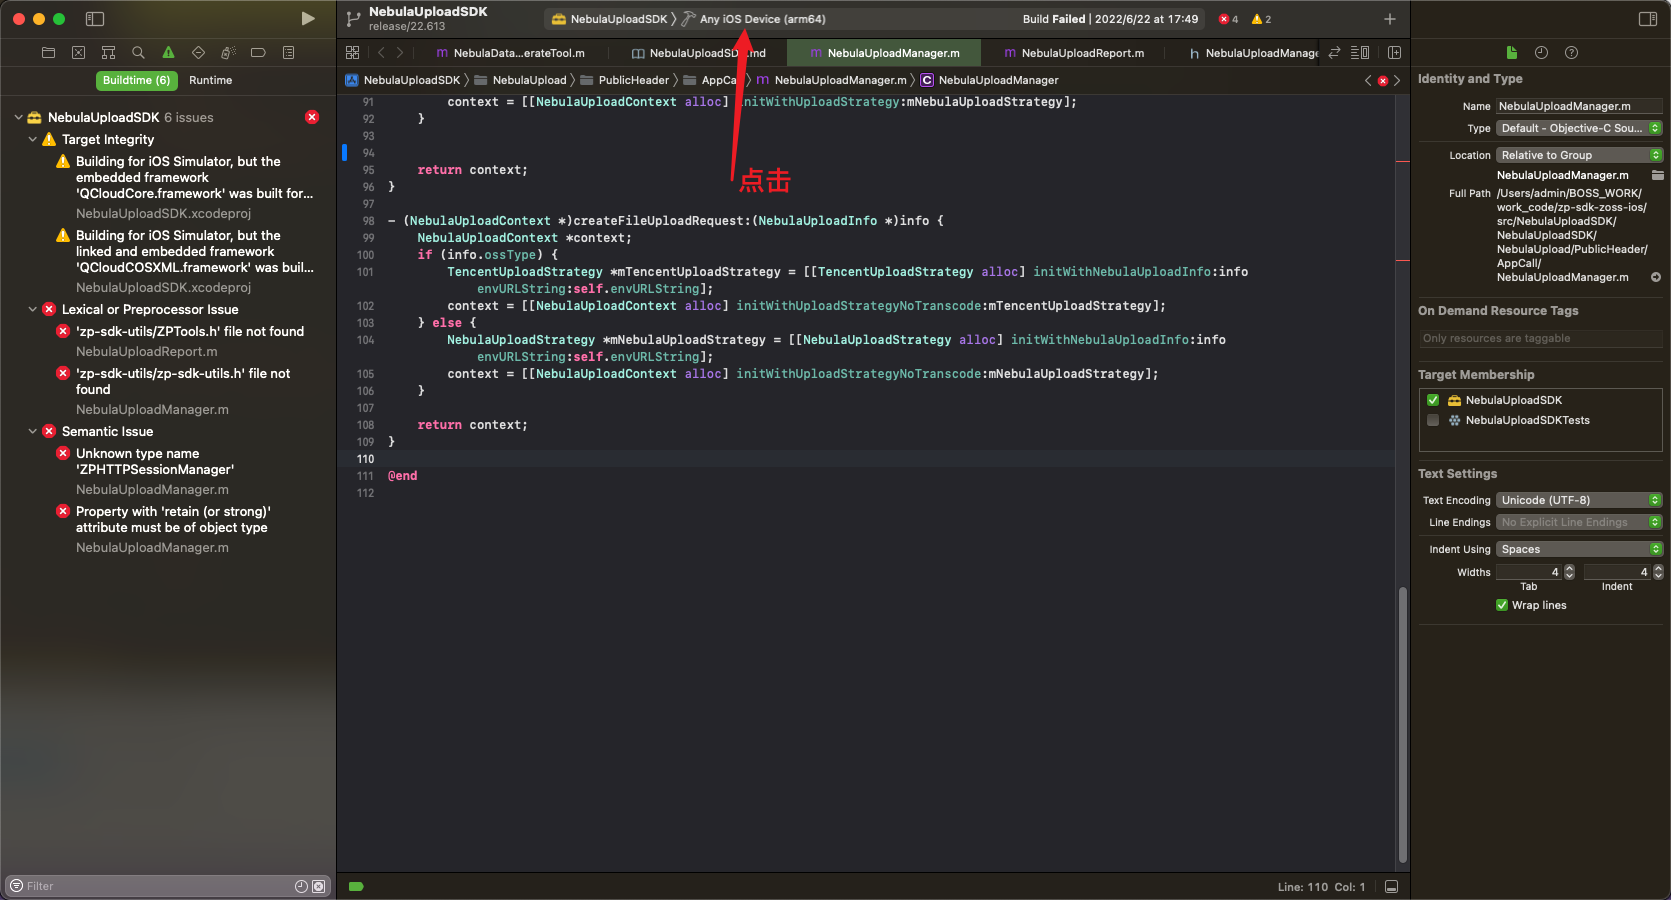 NebulaUploadSDK
release/22.613
NebulaUploadSDK
Any iOS Device (arm64)
Build Failed | 2022/6/22 at 17:49
4
2
NebulaData...erateTool.m
NebulaUploadManager.m
NebulaUploadReport.m
Buildtime (6)
Runtime
NebulaUploadSDK
NebulaUpload
PublicHeader
NebulaUploadManager.m
C
NebulaUploadManager
NebulaUploadSDK 6 issues
Target Integrity
Building for iOS Simulator, but the
embedded framework
'QCloudCore.framework' was built for...
NebulaUploadSDK.xcodeproj
Building for iOS Simulator, but the
linked and embedded framework
'QCloudCOSXML.framework' was buil...
NebulaUploadSDK.xcodeproj
Lexical or Preprocessor Issue
'zp-sdk-utils/ZPTools.h' file not found
NebulaUploadReport.m
'zp-sdk-utils/zp-sdk-utils.h' file not
found
NebulaUploadManager.m
Semantic Issue
Unknown type name
'ZPHTTPSessionManager'
NebulaUploadManager.m
Property with 'retain (or strong)'
attribute must be of object type
NebulaUploadManager.m
Filter
91 context = [[NebulaUploadContext alloc] initWithUploadStrategy:mNebulaUploadStrategy];
92 }
93
94
95 return context;
96 }
点击
97
98 - (NebulaUploadContext *)createFileUploadRequest:(NebulaUploadInfo *)info {
99 NebulaUploadContext *context;
100 if (info.ossType) {
101 TencentUploadStrategy *mTencentUploadStrategy = [[TencentUploadStrategy alloc] initWithNebulaUploadInfo:info
envURLString:self.envURLString];
102 context = [[NebulaUploadContext alloc] initWithUploadStrategyNoTranscode:mTencentUploadStrategy];
103 } else {
104 NebulaUploadStrategy *mNebulaUploadStrategy = [[NebulaUploadStrategy alloc] initWithNebulaUploadInfo:info
envURLString:self.envURLString];
105 context = [[NebulaUploadContext alloc] initWithUploadStrategyNoTranscode:mNebulaUploadStrategy];
106 }
107
108 return context;
109 }
110
111 @end
112
Line: 110 Col: 1
Identity and Type
Name NebulaUploadManager.m
Type Default - Objective-C Sou...
Location Relative to Group
NebulaUploadManager.m
Full Path /Users/admin/BOSS_WORK/
work_code/zp-sdk-zoss-ios/
src/NebulaUploadSDK/
NebulaUploadSDK/
NebulaUpload/PublicHeader/
AppCall/
NebulaUploadManager.m
On Demand Resource Tags
Only resources are taggable
Target Membership
NebulaUploadSDK
NebulaUploadSDKTests
Text Settings
Text Encoding Unicode (UTF-8)
Line Endings No Explicit Line Endings
Indent Using Spaces
Widths 4 4
Tab Indent
Wrap lines